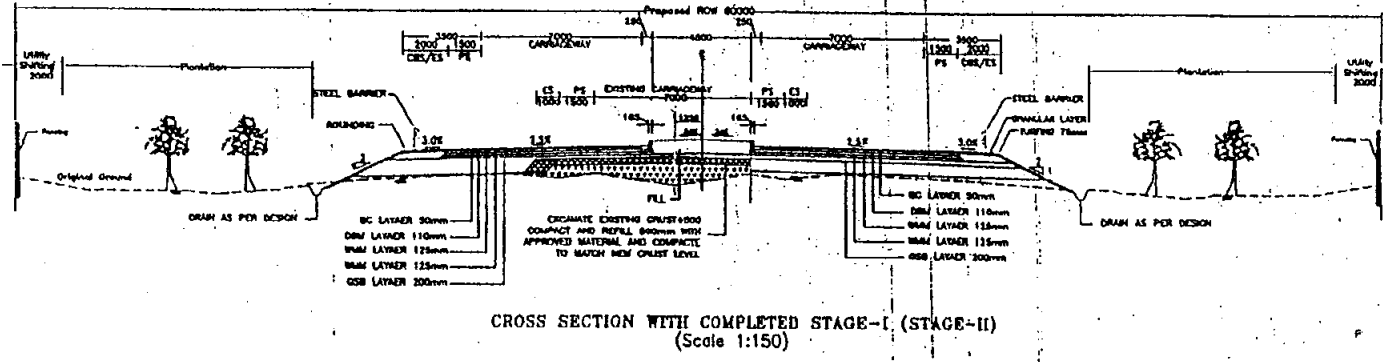 Proposed ROW 60000
250
250
3500
7000
4500
7000
3500
2000
1500
CARRIAGEWAY
CARRIAGEWAY
1500
2000
CBS/ES
PS
PS
CBS/ES
Utility
Shifting
2000
Plantation
Plantation
Utility
Shifting
2000
ES
PS
EXISTING CARRIAGEWAY
PS
ES
1000
1500
7000
1500
1000
STEEL BARRIER
STEEL BARRIER
ROUNDING
GRANULAR LAYER
TURFING 75mm
3.0%
2.5%
2.5%
3.0%
2
2
Original Ground
FILL
DRAIN AS PER DESIGN
DRAIN AS PER DESIGN
BC LAYAER 50mm
DBM LAYAER 110mm
WMM LAYAER 125mm
WMM LAYAER 125mm
GSB LAYAER 200mm
EXCAVATE EXISTING CRUST+500
COMPACT AND REFILL 500mm WITH
APPROVED MATERIAL AND COMPACTE
TO MATCH NEW CRUST LEVEL
BC LAYAER 50mm
DBM LAYAER 110mm
WMM LAYAER 125mm
WMM LAYAER 125mm
GSB LAYAER 200mm
CROSS SECTION WITH COMPLETED STAGE-I (STAGE-II)
(Scale 1:150)